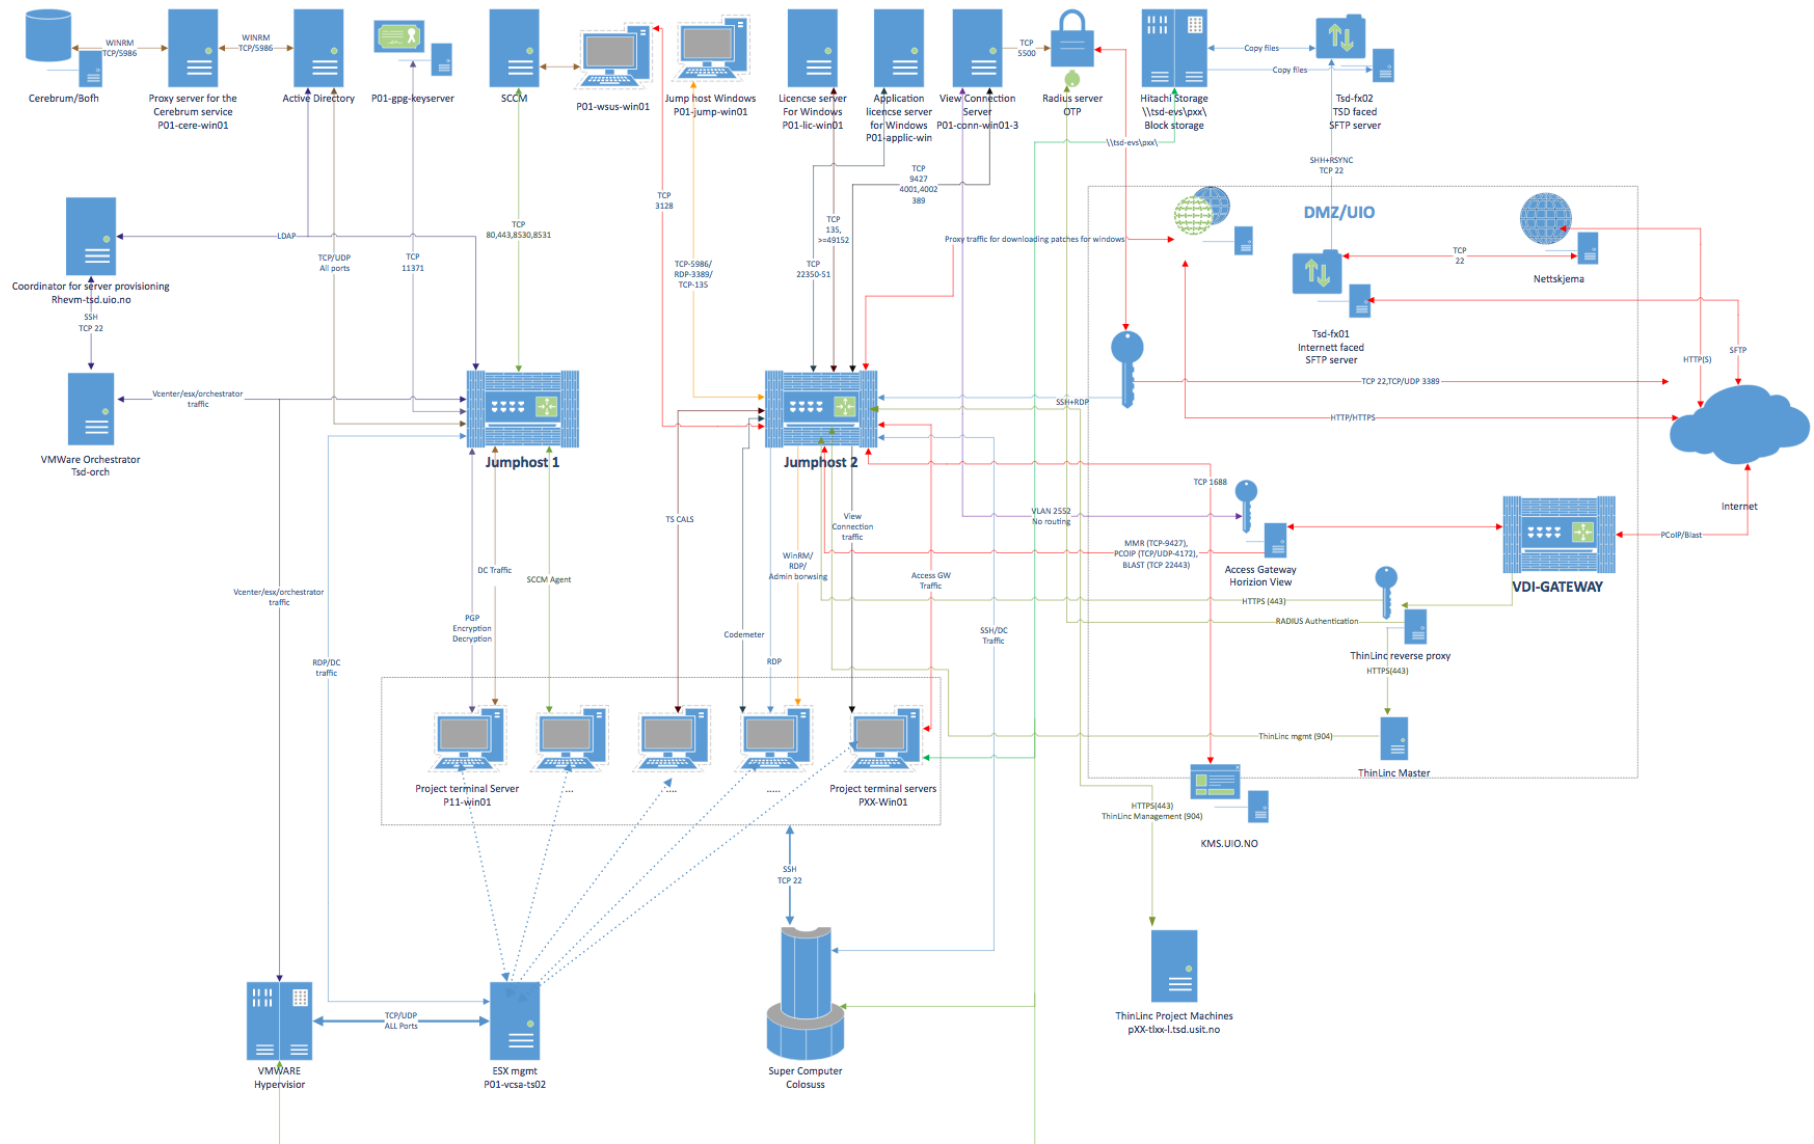 WINRM
TCP/5986
WINRM
TCP/5986
TCP
5500
Copy files
Copy files
Cerebrum/Bofh
Proxy server for the
Cerebrum service
P01-cere-win01
Active Directory
P01-gpg-keyserver
SCCM
P01-wsus-win01
Jump host Windows
P01-jump-win01
Licencse server
For Windows
P01-lic-win01
Application
licencse server
for Windows
P01-applic-win
View Connection
Server
P01-conn-win01-3
Radius server
OTP
Hitachi Storage
\\tsd-evs\pxx\
Block storage
Tsd-fx02
TSD faced
SFTP server
\\tsd-evs\pxx\
SHH+RSYNC
TCP 22
TCP
9427
4001,4002
389
TCP
3128
DMZ/UIO
TCP
80,443,8530,8531
TCP
135,
>=49152
LDAP
Proxy traffic for downloading patches for windows
TCP/UDP
All ports
TCP
11371
TCP-5986/
RDP-3389/
TCP-135
TCP
22350-51
TCP
22
Nettskjema
Coordinator for server provisioning
Rhevm-tsd.uio.no
SSH
TCP 22
Tsd-fx01
Internett faced
SFTP server
HTTP(S)
SFTP
Vcenter/esx/orchestrator
traffic
TCP 22,TCP/UDP 3389
SSH+RDP
HTTP/HTTPS
VMWare Orchestrator
Tsd-orch
Jumphost 1
Jumphost 2
TCP 1688
Internet
TS CALS
View
Connection
traffic
VLAN 2552
No routing
PCoIP/Blast
MMR (TCP-9427),
PCOIP (TCP/UDP-4172),
BLAST (TCP 22443)
Access Gateway
Horizion View
VDI-GATEWAY
DC Traffic
SCCM Agent
WinRM/
RDP/
Admin borwsing
Access GW
Traffic
Vcenter/esx/orchestrator
traffic
HTTPS (443)
PGP
Encryption
Decryption
Codemeter
SSH/DC
Traffic
RADIUS Authentication
RDP/DC
traffic
RDP
ThinLinc reverse proxy
HTTPS(443)
ThinLinc mgmt (904)
ThinLinc Master
Project terminal Server
P11-win01
...
....
.....
Project terminal servers
PXX-Win01
HTTPS(443)
ThinLinc Management (904)
KMS.UIO.NO
SSH
TCP 22
TCP/UDP
ALL Ports
ThinLinc Project Machines
pXX-tlxx-l.tsd.usit.no
VMWARE
Hypervisior
ESX mgmt
P01-vcsa-ts02
Super Computer
Colosuss